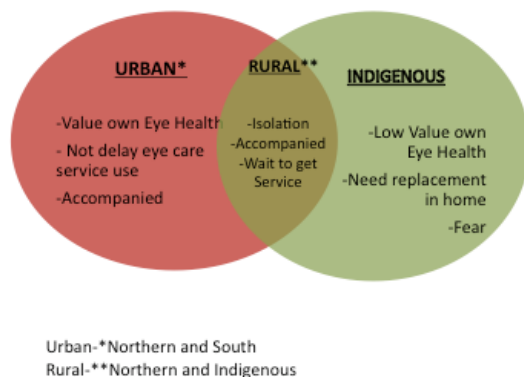 URBAN*
-Value own Eye Health
- Not delay eye care
service use
-Accompanied
RURAL**
-Isolation
-Accompanied
-Wait to get
Service
INDIGENOUS
-Low Value own
Eye Health
-Need replacement
in home
-Fear
Urban-*Northern and South
Rural-**Northern and Indigenous